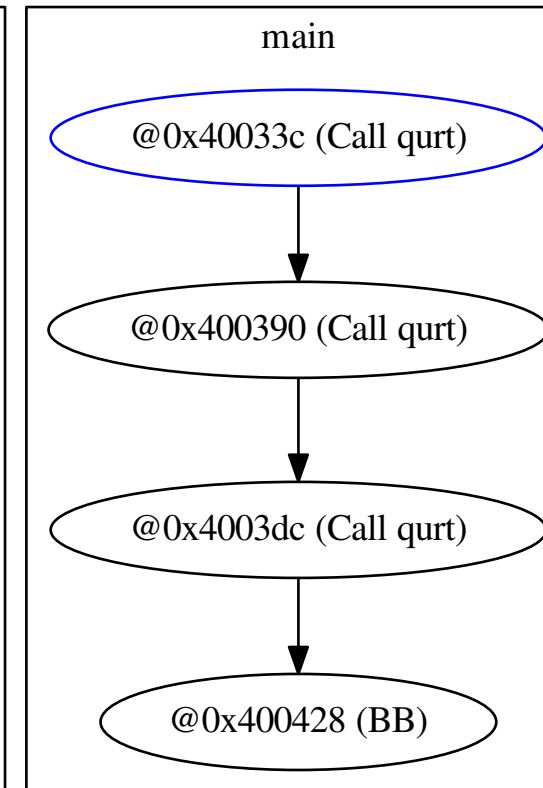 main
@0x40033c (Call qurt)
@0x400390 (Call qurt)
@0x4003dc (Call qurt)
@0x400428 (BB)